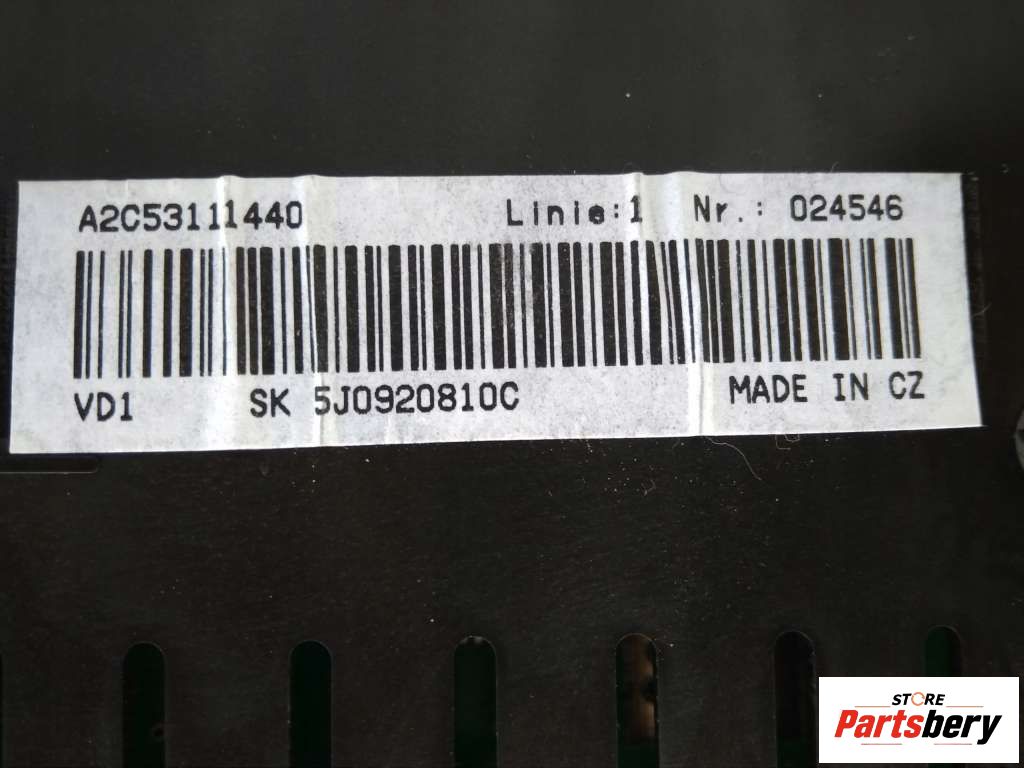 A2C53111440 Linie:1 Nr.: 024546
VD1 SK 5J0920810C MADE IN CZ
STORE
Partsbery